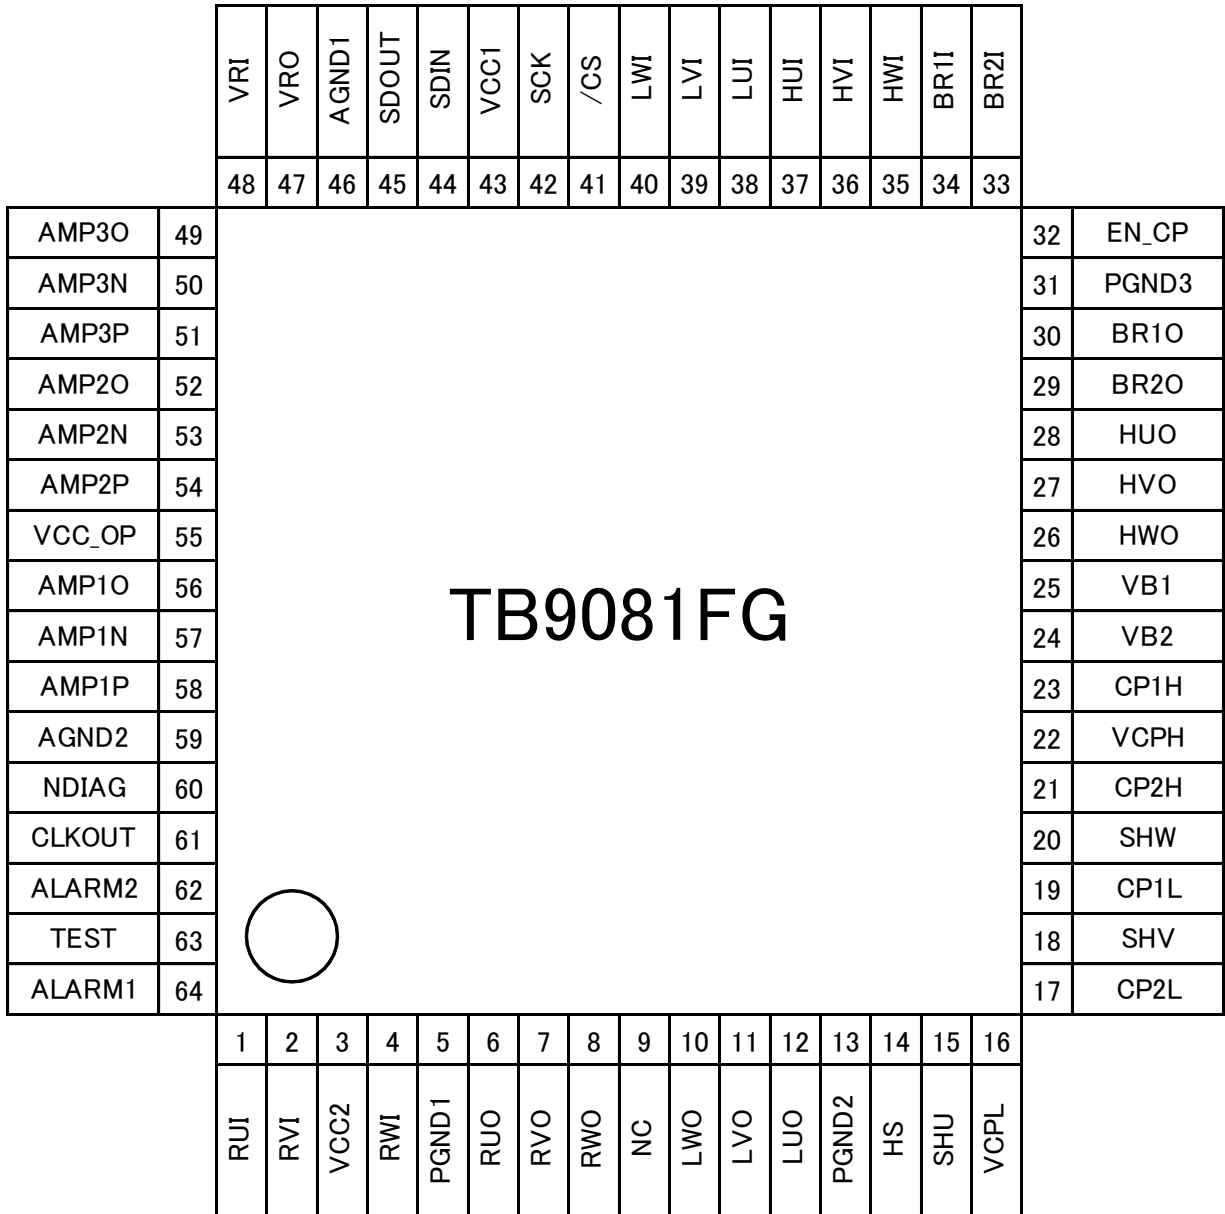 VRI VRO AGND1 SDOUT SDIN VCC1 SCK /CS LWI LVI LUI HUI HVI HWI BR1I BR2I
48 47 46 45 44 43 42 41 40 39 38 37 36 35 34 33
AMP3O 49 32 EN_CP
AMP3N 50 31 PGND3
AMP3P 51 30 BR1O
AMP2O 52 29 BR2O
AMP2N 53 28 HUO
AMP2P 54 27 HVO
VCC_OP 55 26 HWO
AMP1O 56 25 VB1
TB9081FG
AMP1N 57 24 VB2
AMP1P 58 23 CP1H
AGND2 59 22 VCPH
NDIAG 60 21 CP2H
CLKOUT 61 20 SHW
ALARM2 62 19 CP1L
TEST 63 18 SHV
ALARM1 64 17 CP2L
1 2 3 4 5 6 7 8 9 10 11 12 13 14 15 16
RUI RVI VCC2 RWI PGND1 RUO RVO RWO NC LWO LVO LUO PGND2 HS SHU VCPL